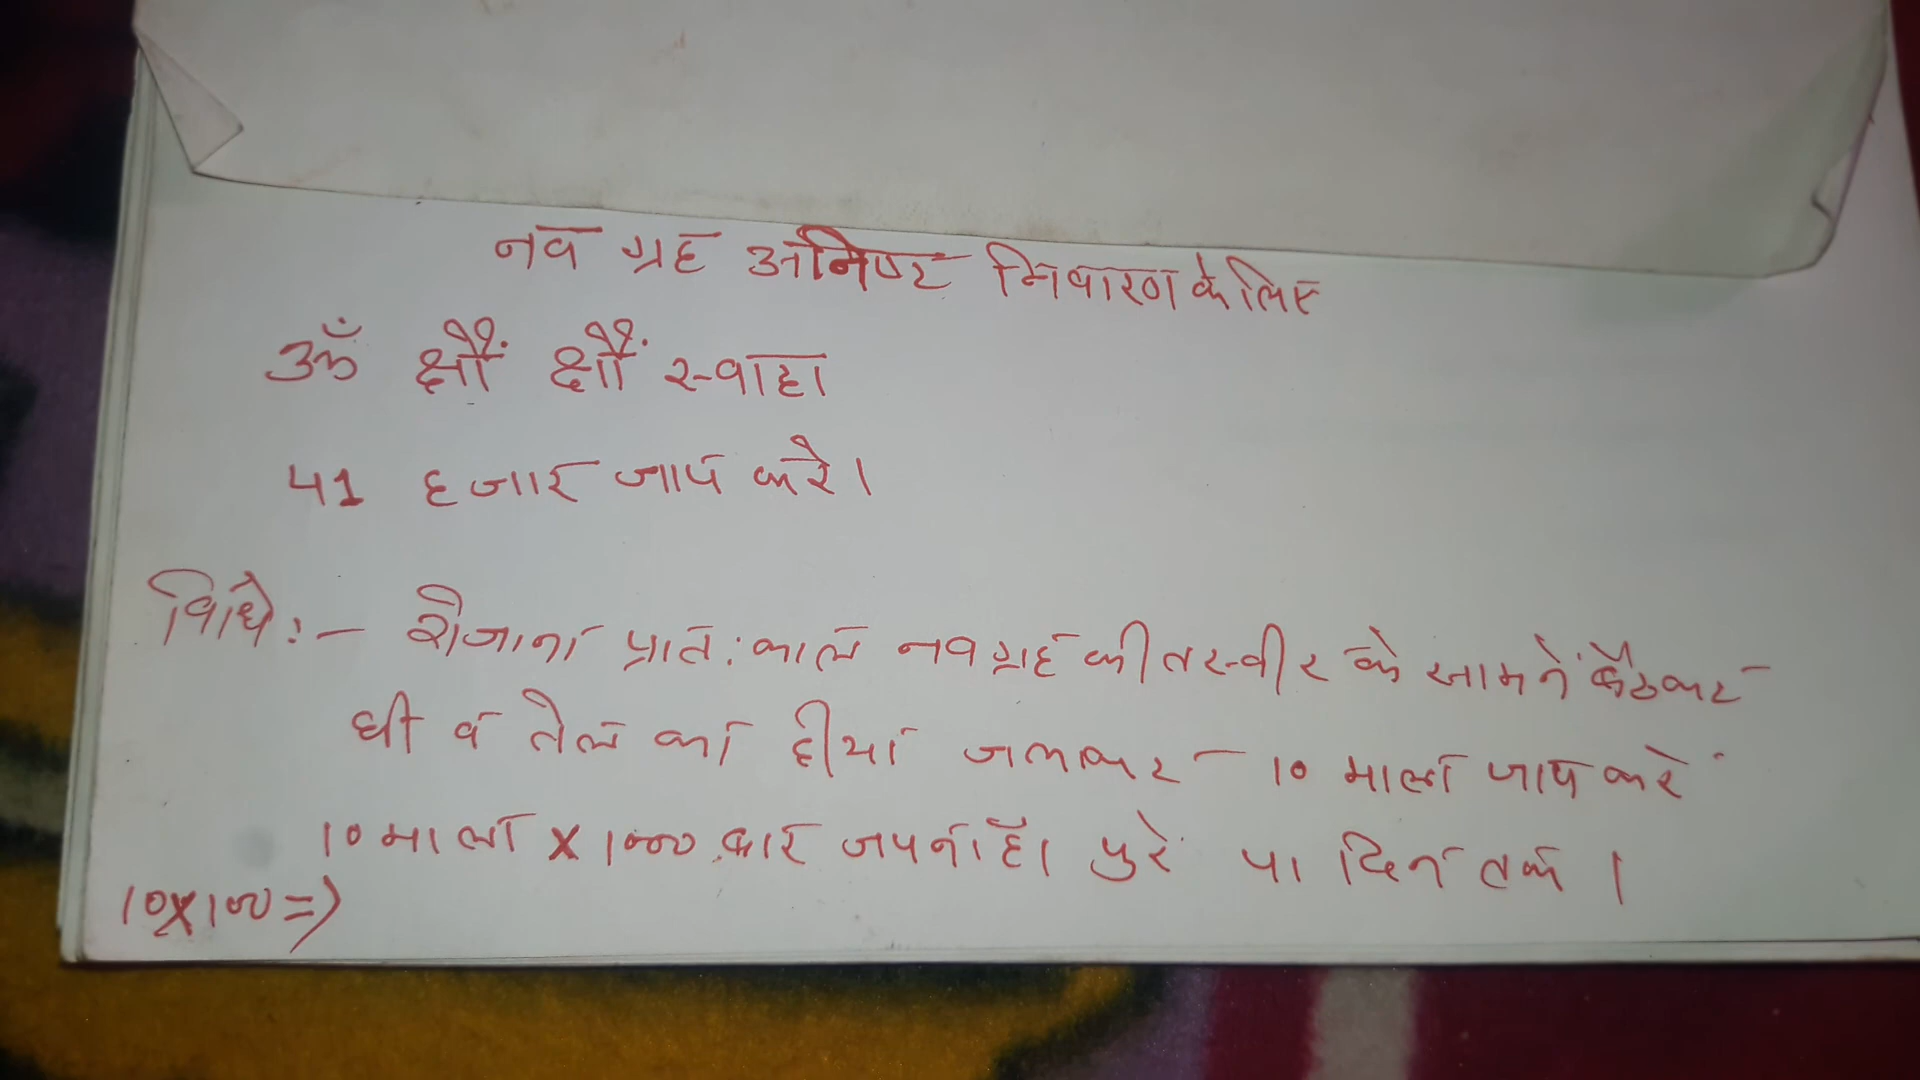 नव ग्रह अनिष्ट निवारण के लिए
ॐ क्षौं क्षौं स्वाहा
41 हजार जाप करे।
विधि:- रोजाना प्रात:काल नवग्रह की तस्वीर के सामने बैठकर
घी व तेल का दीया जलाकर - 10 माला जाप करे
10 माला x 1000 बार जपना है। पुरे 41 दिन तक।
10x100=>